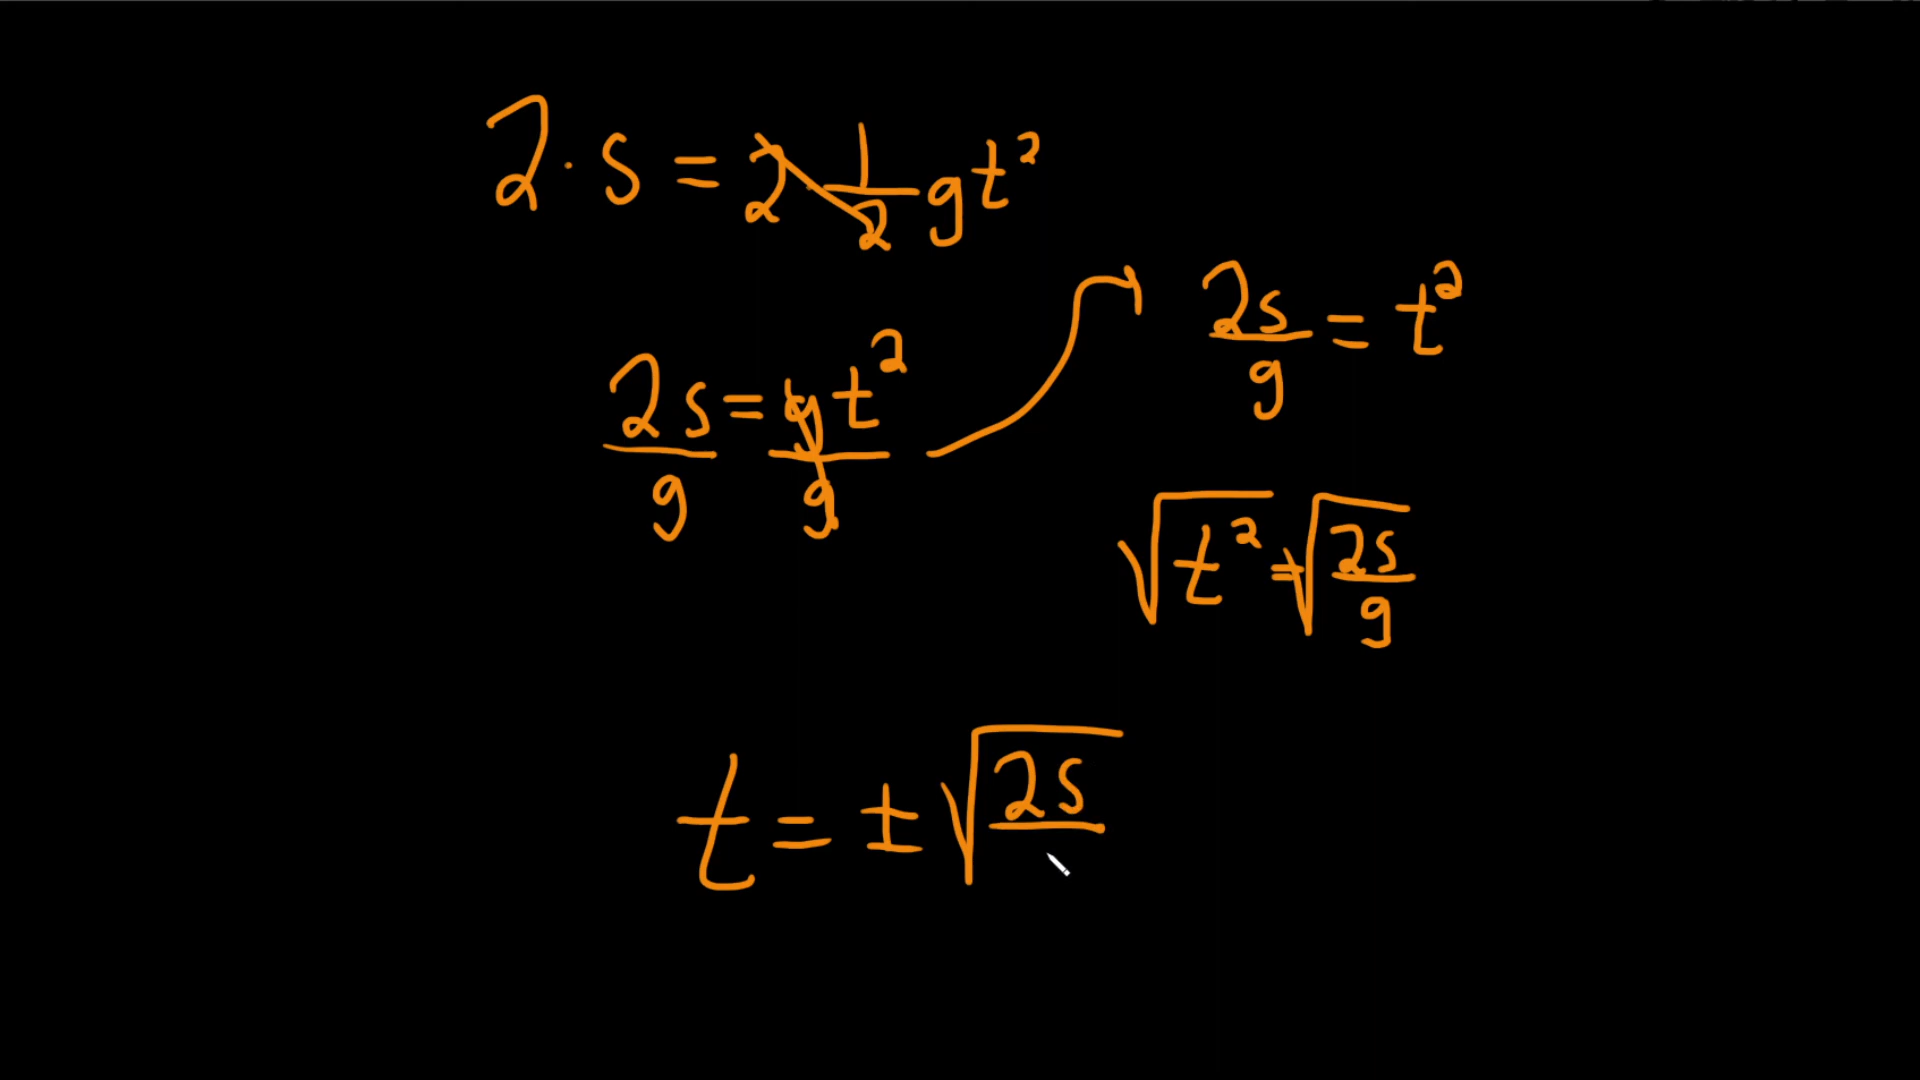 2 · s = 2 · 1/2 gt²
2s/g = gt²/g
2s/g = t²
√t² = √2s/g
t = ± √2s